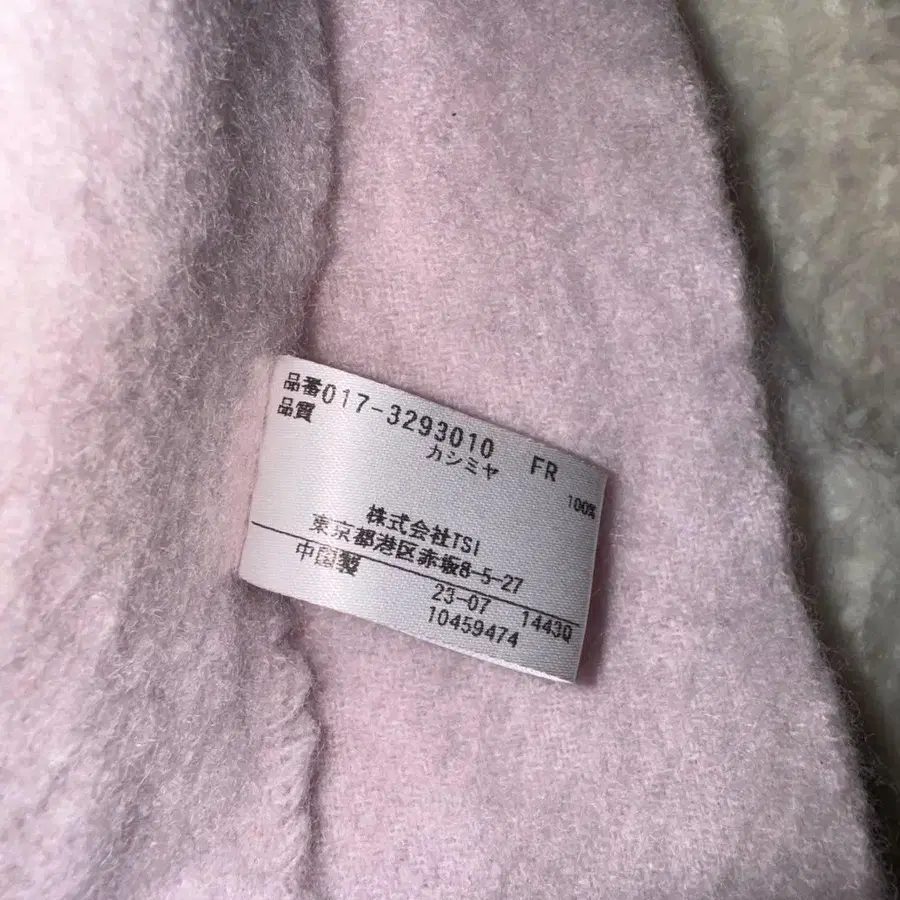 品番017-3293010 FR
品質
カシミヤ 100%
株式会社TSI
東京都港区赤坂8-5-27
中国製
23-07 1443Q
10459474